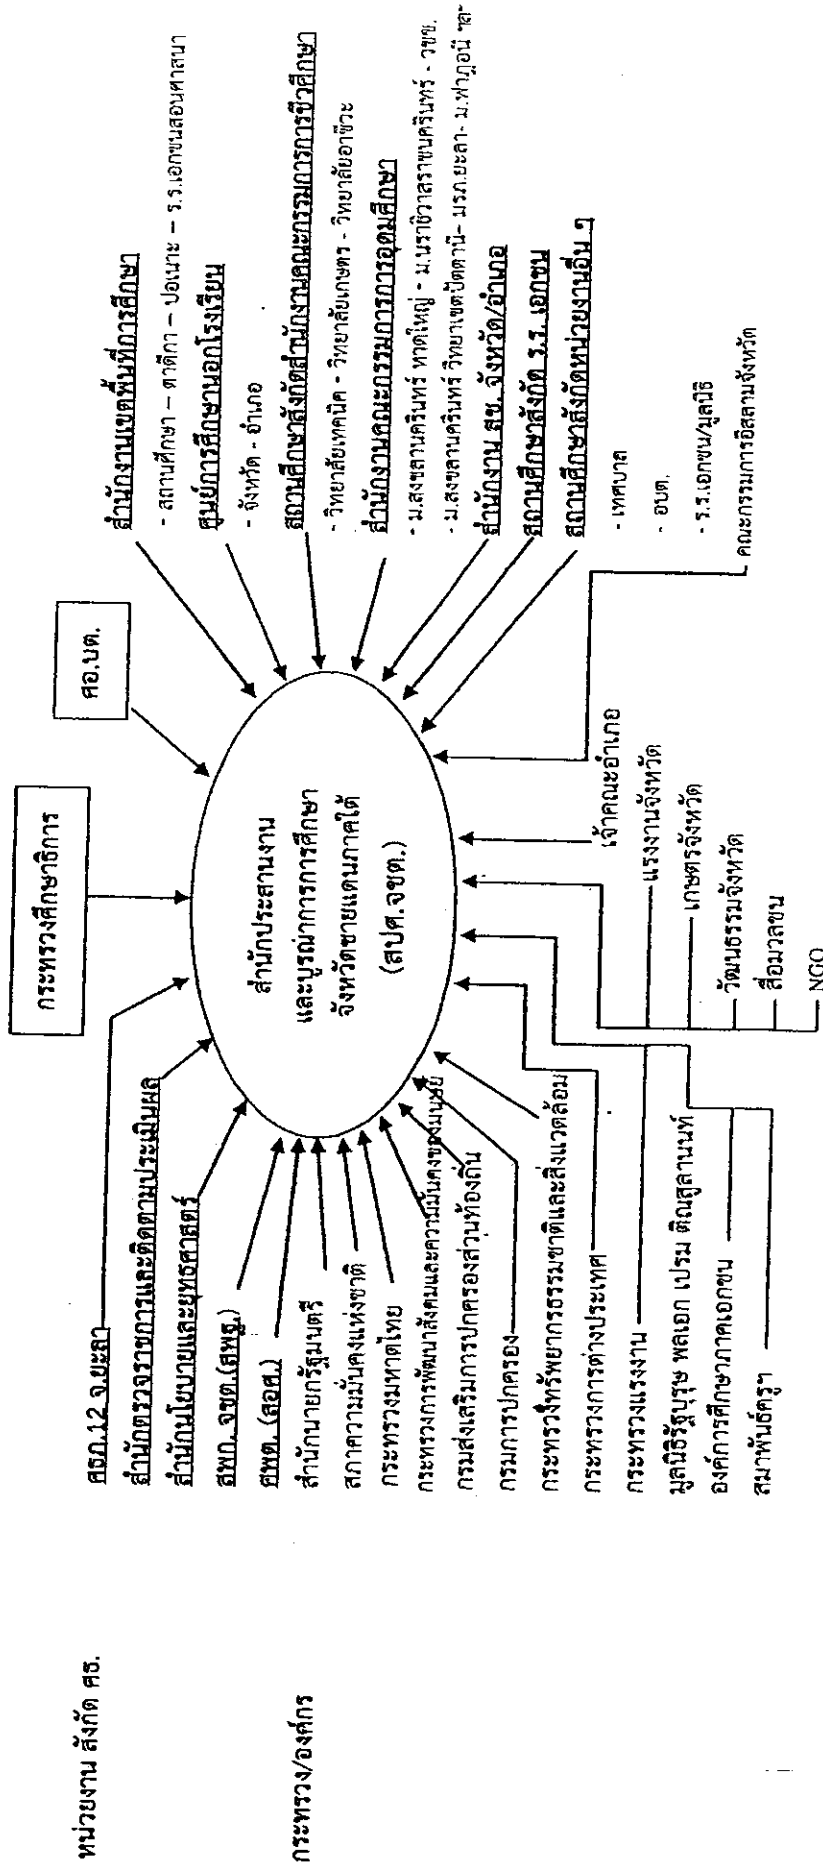 กระทรวงศึกษาธิการ
ศอ.บต.
สำนักประสานงาน
และบูรณาการการศึกษา
จังหวัดชายแดนภาคใต้
(สปศ.จชต.)
หน่วยงาน สังกัด ศธ.
ศธภ.12 จ.ยะลา
สำนักตรวจราชการและติดตามประเมินผล
สำนักนโยบายและยุทธศาสตร์
สพก. จชต.(สพฐ.)
ศพต. (สอศ.)
กระทรวง/องค์กร
สำนักนายกรัฐมนตรี
สภาความมั่นคงแห่งชาติ
กระทรวงมหาดไทย
กระทรวงการพัฒนาสังคมและความมั่นคงของมนุษย์
กรมส่งเสริมการปกครองส่วนท้องถิ่น
กรมการปกครอง
กระทรวงทรัพยากรธรรมชาติและสิ่งแวดล้อม
กระทรวงการต่างประเทศ
กระทรวงแรงงาน
มูลนิธิรัฐบุรุษ พลเอก เปรม ติณสูลานนท์
องค์การศึกษาภาคเอกชน
สมาพันธ์ครูฯ
สำนักงานเขตพื้นที่การศึกษา
- สถานศึกษา – ตาดีกา – ปอเนาะ – ร.ร.เอกชนสอนศาสนา
ศูนย์การศึกษานอกโรงเรียน
- จังหวัด - อำเภอ
สถานศึกษาสังกัดสำนักงานคณะกรรมการการชีวศึกษา
- วิทยาลัยเทคนิค - วิทยาลัยเกษตร - วิทยาลัยอาชีวะ
สำนักงานคณะกรรมการการอุดมศึกษา
- ม.สงขลานครินทร์ หาดใหญ่ - ม.นราธิวาสราชนครินทร์ - วชช.
- ม.สงขลานครินทร์ วิทยาเขตปัตตานี– มรภ.ยะลา- ม.ฟาฏอนี
สำนักงาน สช. จังหวัด/อำเภอ
สถานศึกษาสังกัด ร.ร. เอกชน
สถานศึกษาสังกัดหน่วยงานอื่น ๆ
- เทศบาล
- อบต.
- ร.ร.เอกชน/มูลนิธิ
คณะกรรมการอิสลามจังหวัด
เจ้าคณะอำเภอ
แรงงานจังหวัด
เกษตรจังหวัด
วัฒนธรรมจังหวัด
สื่อมวลชน
NGO